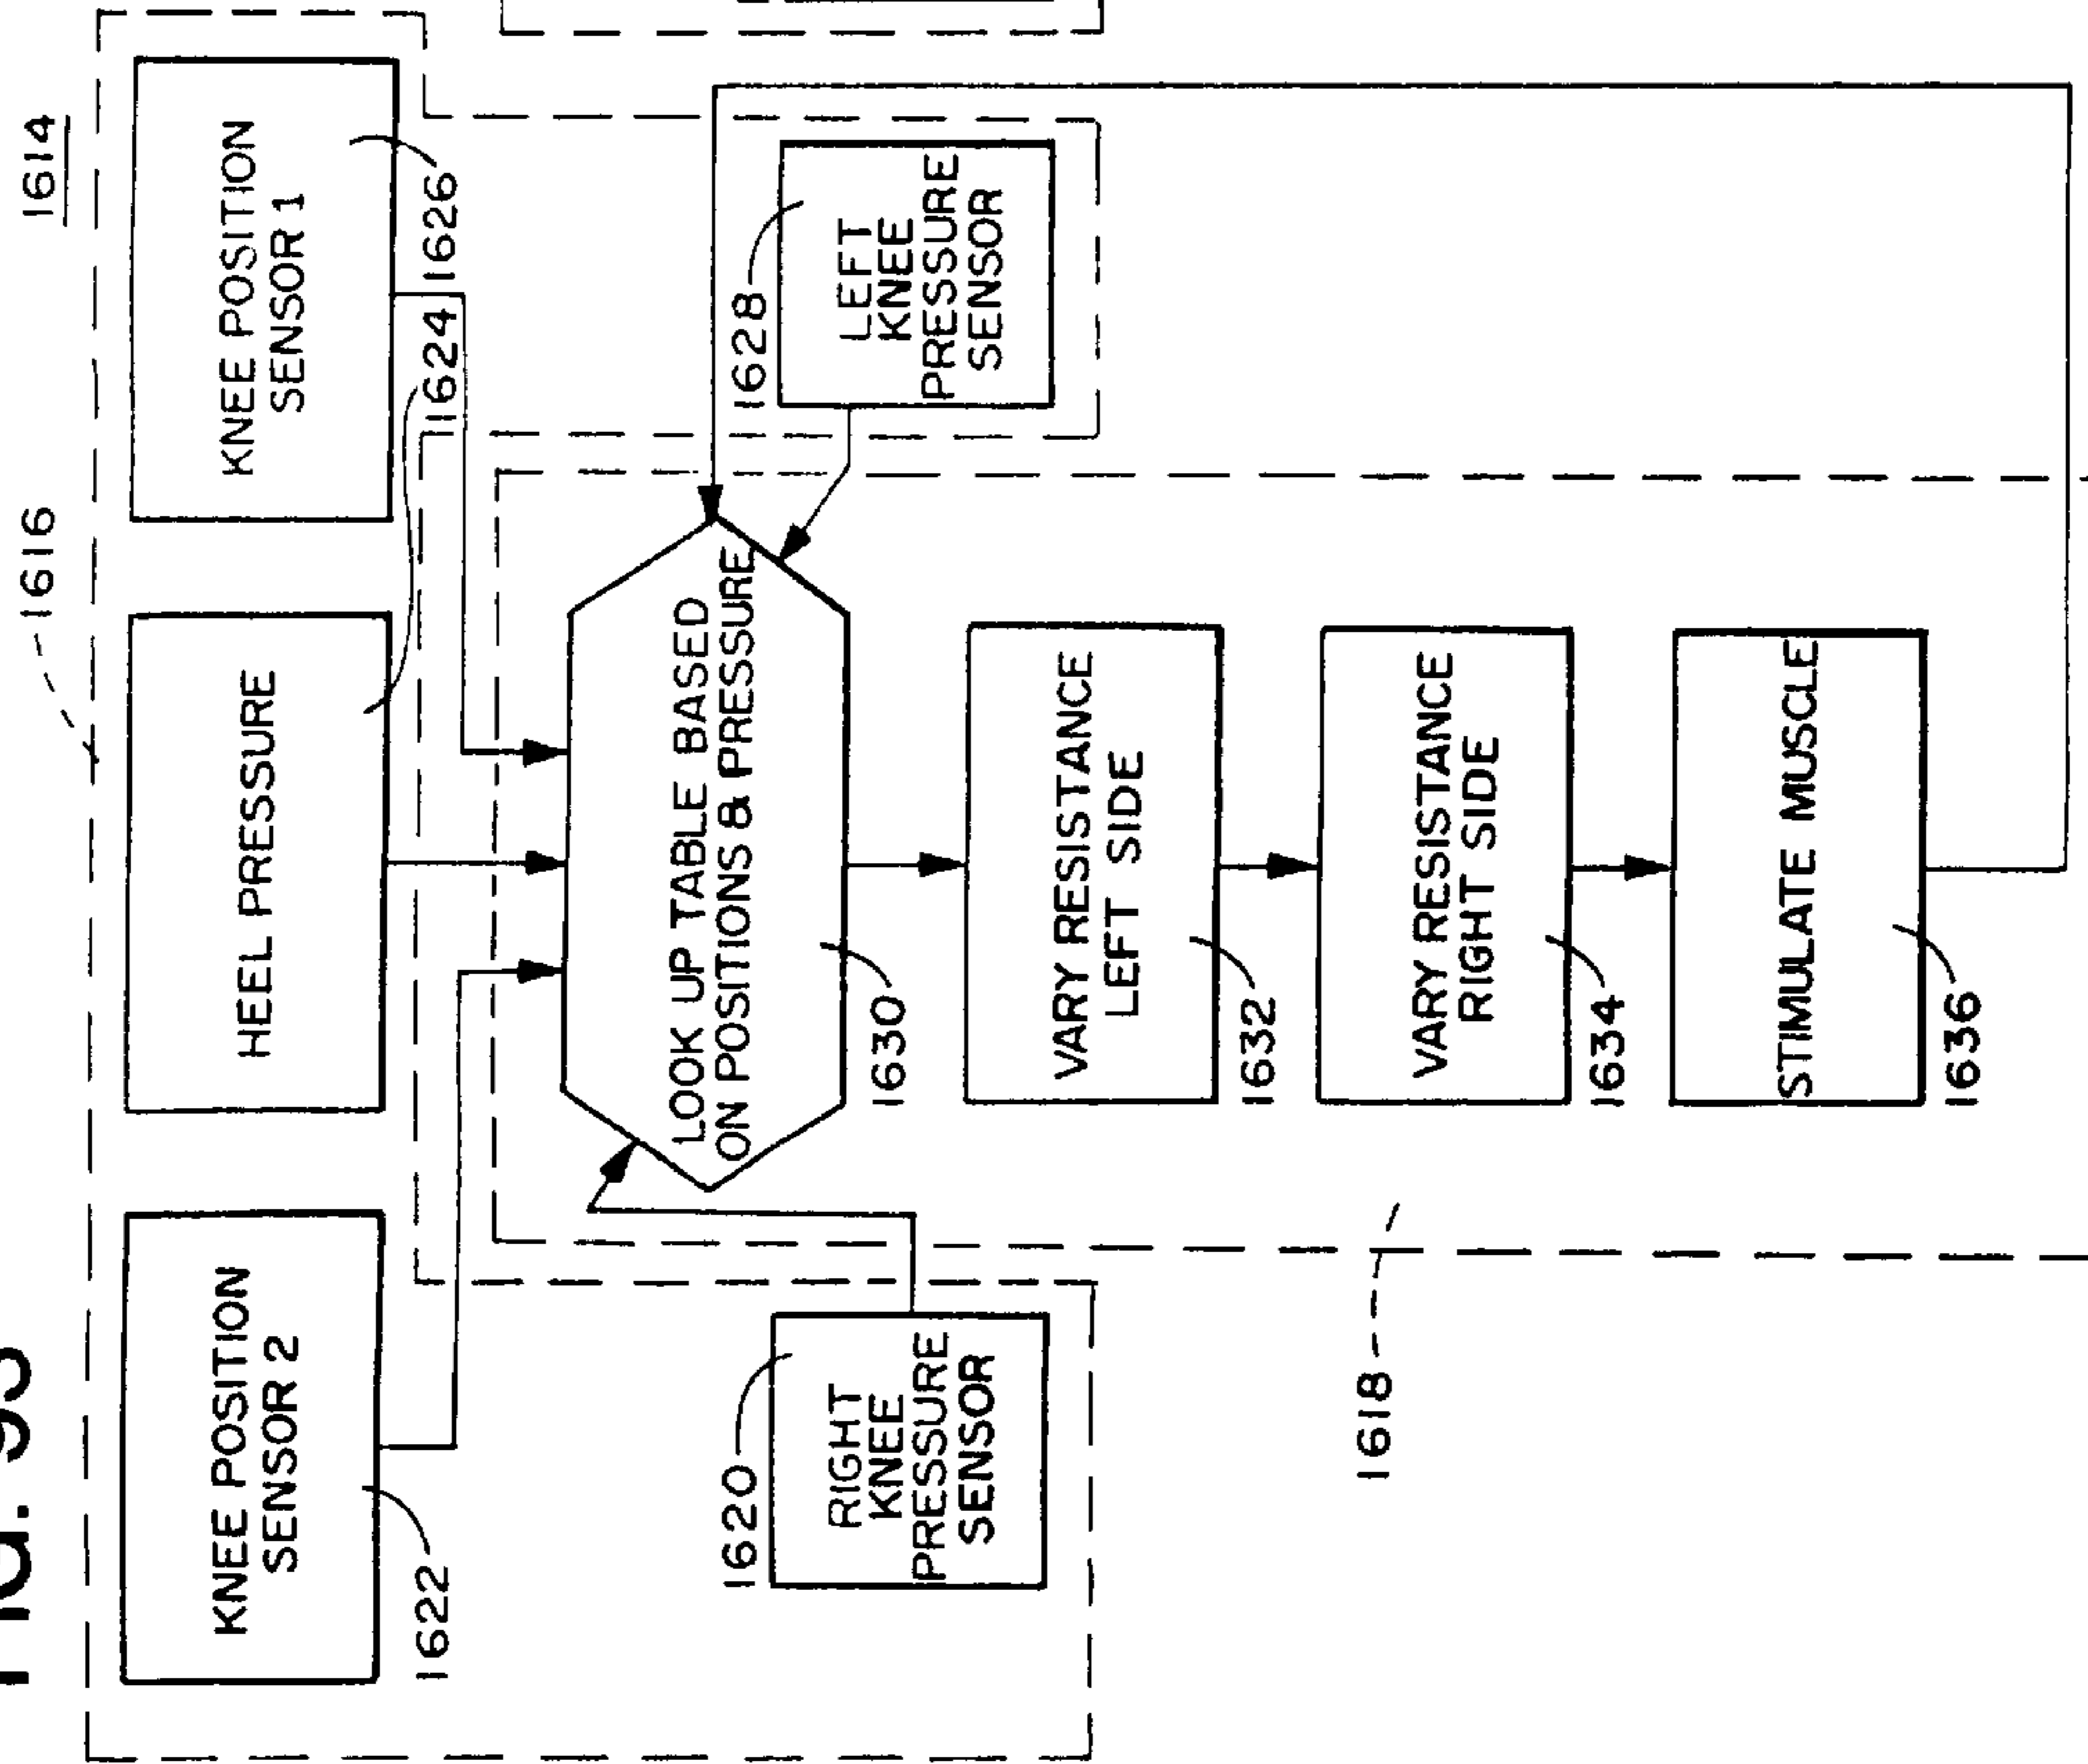 1614
1616
KNEE POSITION
SENSOR 2
1622
HEEL PRESSURE
1624
KNEE POSITION
SENSOR 1
1626
1620
RIGHT
KNEE
PRESSURE
SENSOR
LOOK UP TABLE BASED
ON POSITIONS & PRESSURE
1630
1628
LEFT
KNEE
PRESSURE
SENSOR
VARY RESISTANCE
LEFT SIDE
1632
1618
VARY RESISTANCE
RIGHT SIDE
1634
STIMULATE MUSCLE
1636